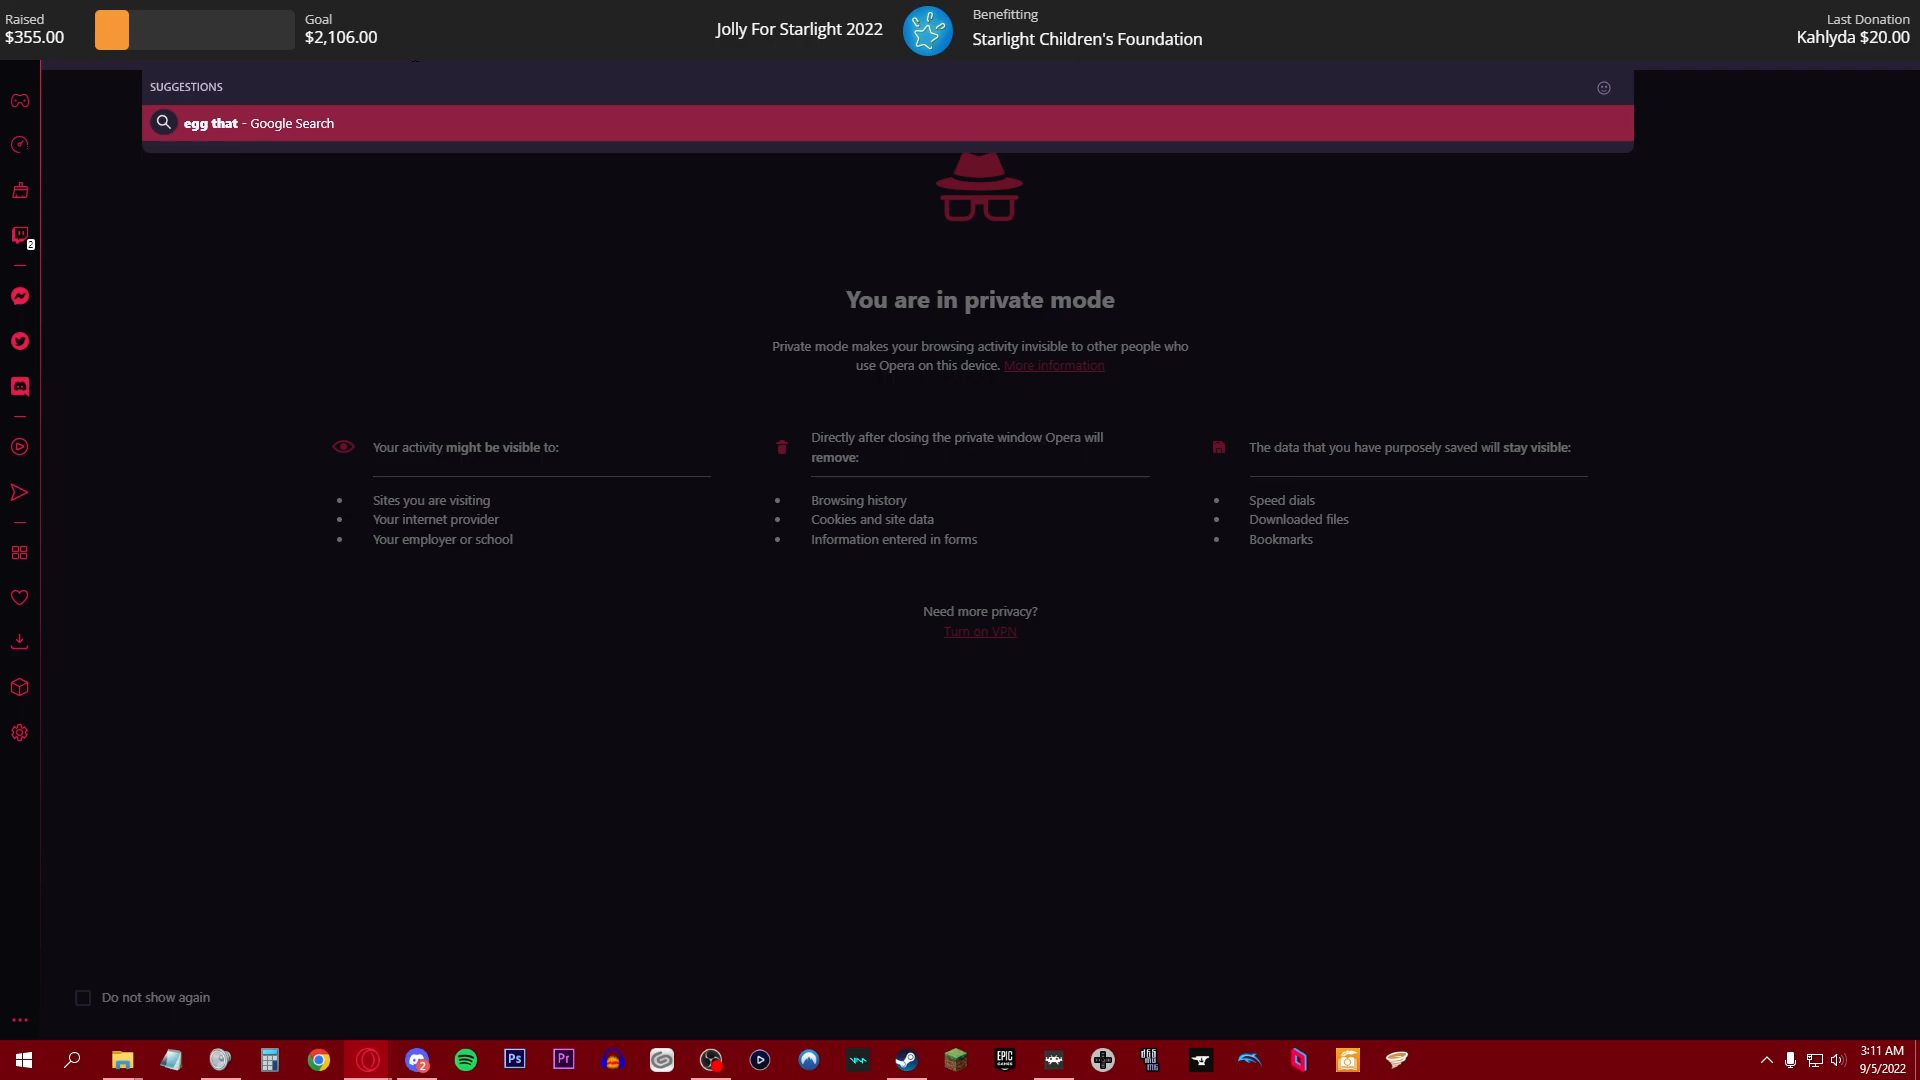 Raised
$355.00
Goal
$2,106.00
Jolly For Starlight 2022
Benefitting
Starlight Children's Foundation
Last Donation
Kahlyda $20.00
SUGGESTIONS
egg that - Google Search
2
You are in private mode
Private mode makes your browsing activity invisible to other people who
use Opera on this device. More information
Your activity might be visible to:
Sites you are visiting
Your internet provider
Your employer or school
Directly after closing the private window Opera will
remove:
Browsing history
Cookies and site data
Information entered in forms
The data that you have purposely saved will stay visible:
Speed dials
Downloaded files
Bookmarks
Need more privacy?
Turn on VPN
Do not show again
2
Ps
Pr
EPIC
GAMES
3:11 AM
9/5/2022